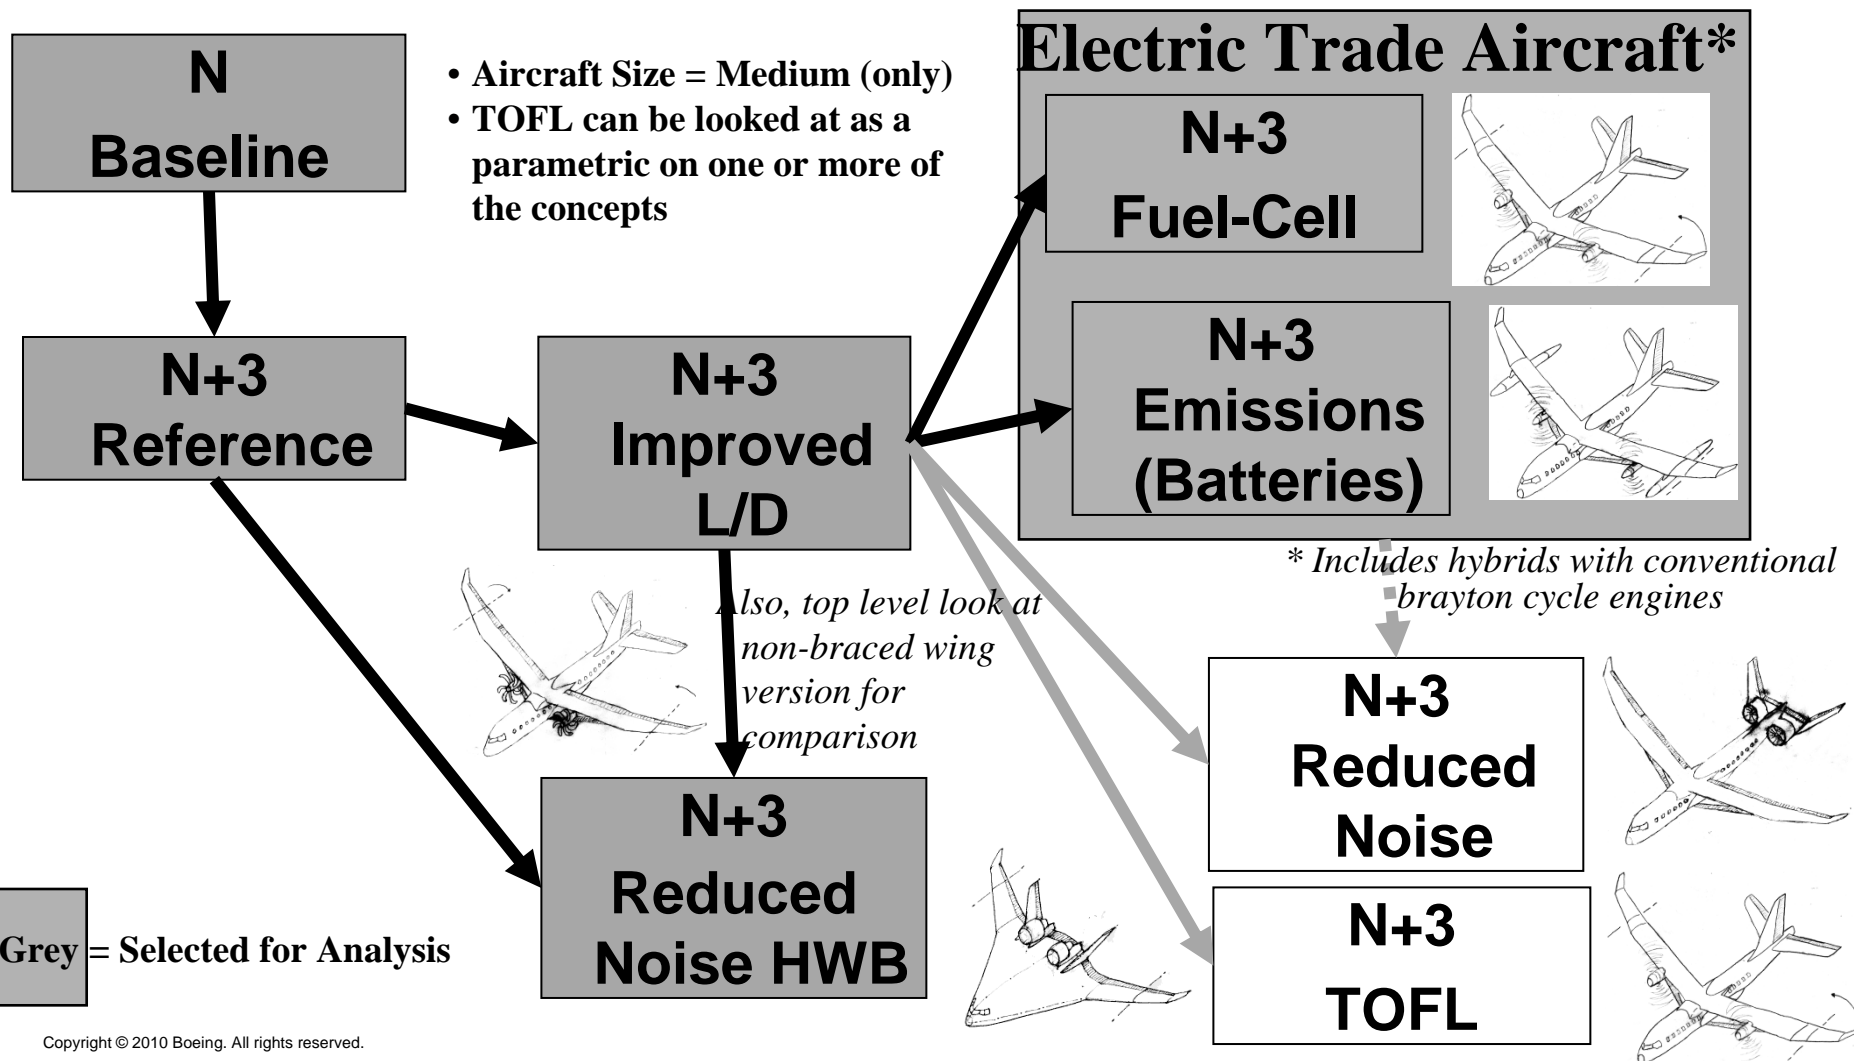 N
Baseline
• Aircraft Size = Medium (only)
• TOFL can be looked at as a
parametric on one or more of
the concepts
Electric Trade Aircraft*
N+3
Fuel-Cell
N+3
Emissions
(Batteries)
* Includes hybrids with conventional
brayton cycle engines
N+3
Reference
N+3
Improved
L/D
Also, top level look at
non-braced wing
version for
comparison
N+3
Reduced
Noise HWB
N+3
Reduced
Noise
N+3
TOFL
Grey = Selected for Analysis
Copyright © 2010 Boeing. All rights reserved.